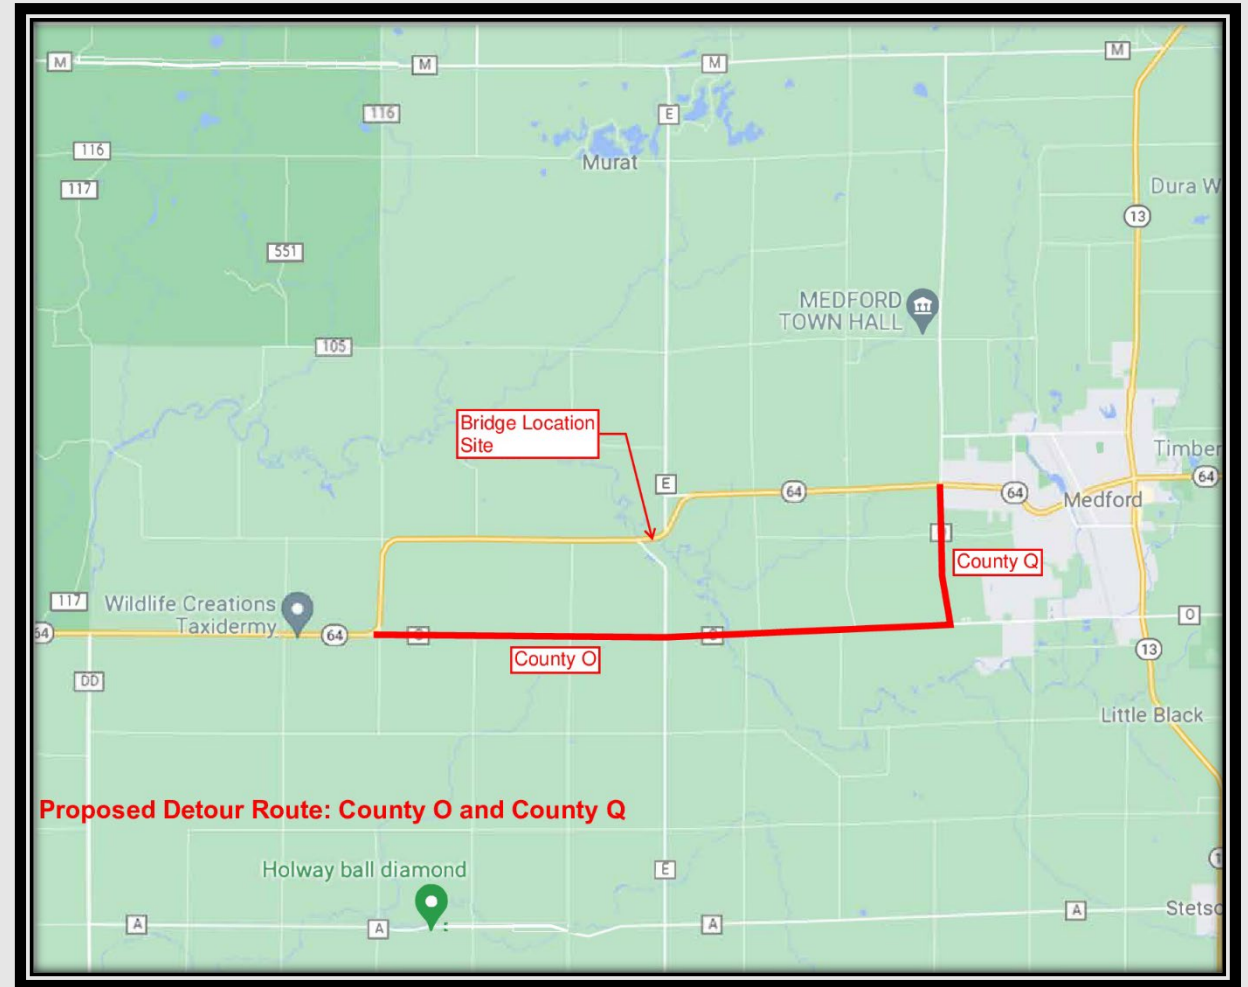 M
M
M
M
116
E
116
Murat
117
Dura W
13
551
MEDFORD
TOWN HALL
105
Bridge Location
Site
Timber
64
E
64
64
Medford
County Q
117
Wildlife Creations
Taxidermy
64
64
O
County O
13
DD
Little Black
Proposed Detour Route: County O and County Q
Holway ball diamond
E
A
A
A
A
Stetso